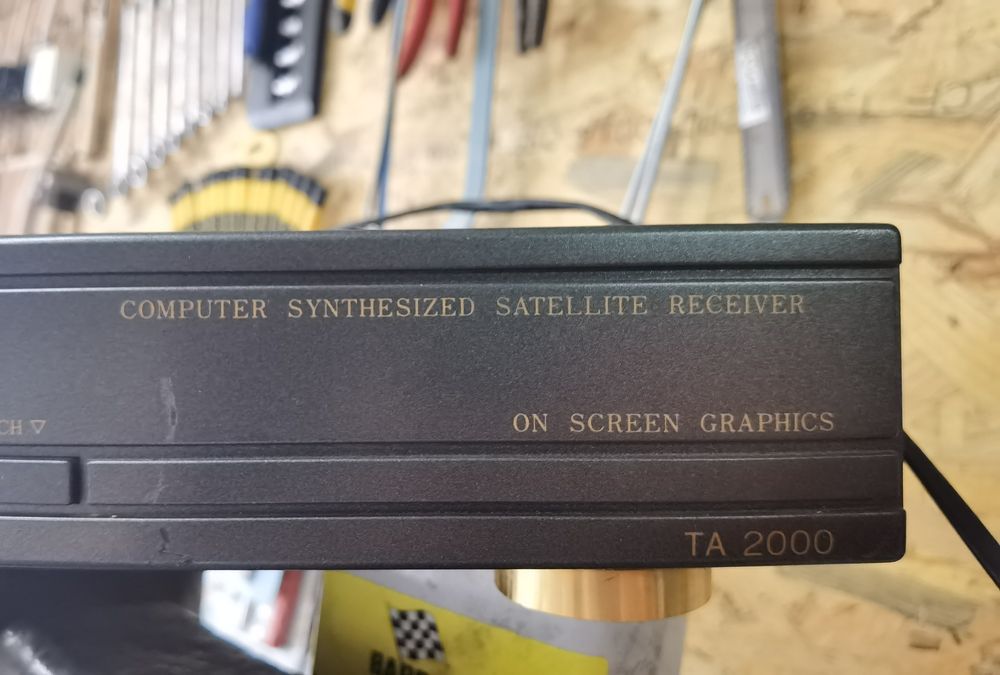 COMPUTER SYNTHESIZED SATELLITE RECEIVER
CH ▽
ON SCREEN GRAPHICS
TA 2000